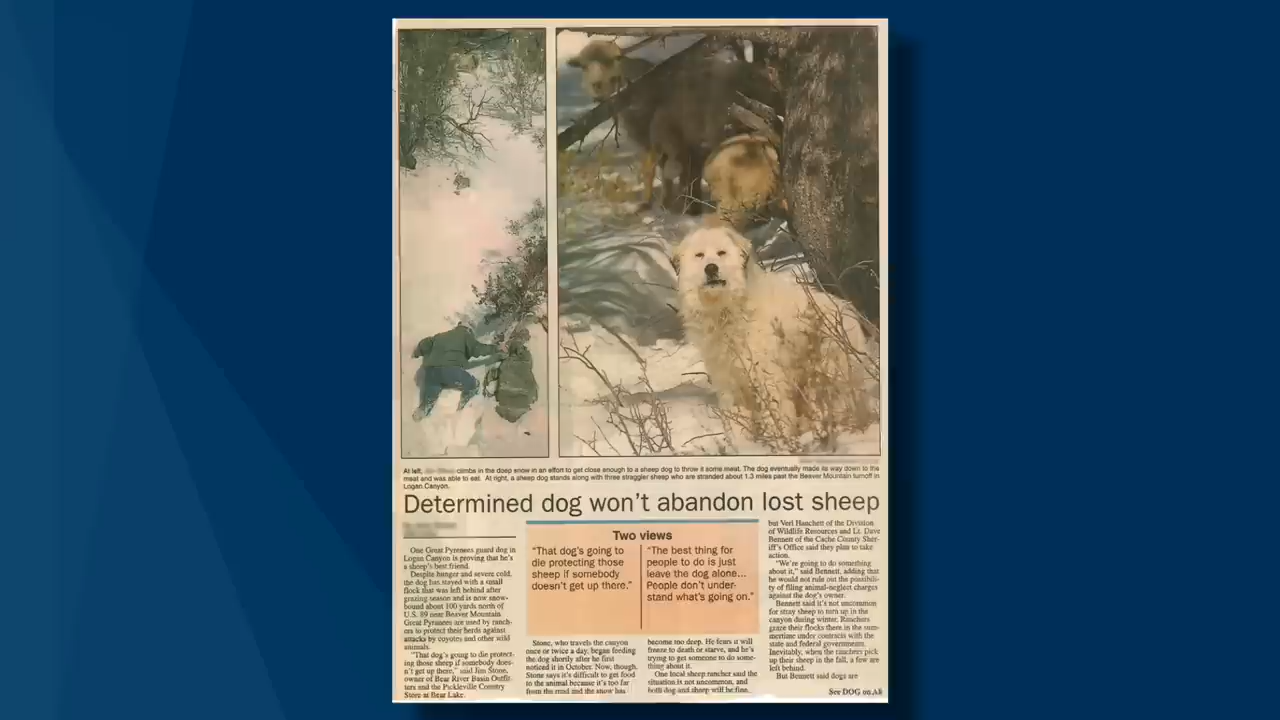 At left, climbs in the deep snow in an effort to get close enough to a sheep dog to throw it some meat. The dog eventually made its way down to the
meat and was able to eat. At right, a sheep dog stands along with three straggler sheep who are stranded about 1.3 miles past the Beaver Mountain turnoff in
Logan Canyon.
Determined dog won't abandon lost sheep
One Great Pyrenees guard dog in
Logan Canyon is proving that he's
a sheep's best friend.
Despite hunger and severe cold,
the dog has stayed with a small
flock that was left behind after
grazing season and is now snow-
bound about 100 yards north of
U.S. 89 near Beaver Mountain
Great Pyrenees are used by ranch-
ers to protect their herds against
attacks by coyotes and other wild
animals.
"That dog's going to die protect-
ing those sheep if somebody does-
n't get up there," said Jim Stone,
owner of Bear River Basin Outfit-
ters and the Pickleville Country
Store at Bear Lake.
Two views
"That dog's going to
die protecting those
sheep if somebody
doesn't get up there."
"The best thing for
people to do is just
leave the dog alone...
People don't under-
stand what's going on."
Stone, who travels the canyon
once or twice a day, began feeding
the dog shortly after he first
noticed it in October. Now, though,
Stone says it's difficult to get food
to the animal because it's too far
from the road and the snow has
become too deep. He fears it will
freeze to death or starve, and he's
trying to get someone to do some-
thing about it.
One local sheep rancher said the
situation is not uncommon, and
both dog and sheep will be fine,
but Verl Hanchett of the Division
of Wildlife Resources and Lt. Dave
Bennett of the Cache County Sher-
iff's Office said they plan to take
action.
"We're going to do something
about it," said Bennett, adding that
he would not rule out the possibili-
ty of filing animal-neglect charges
against the dog's owner.
Bennett said it's not uncommon
for stray sheep to turn up in the
canyon during winter. Ranchers
graze their flocks there in the sum-
mertime under contracts with the
state and federal governments.
Inevitably, when the ranchers pick
up their sheep in the fall, a few are
left behind.
But Bennett said dogs are
See DOG on A8